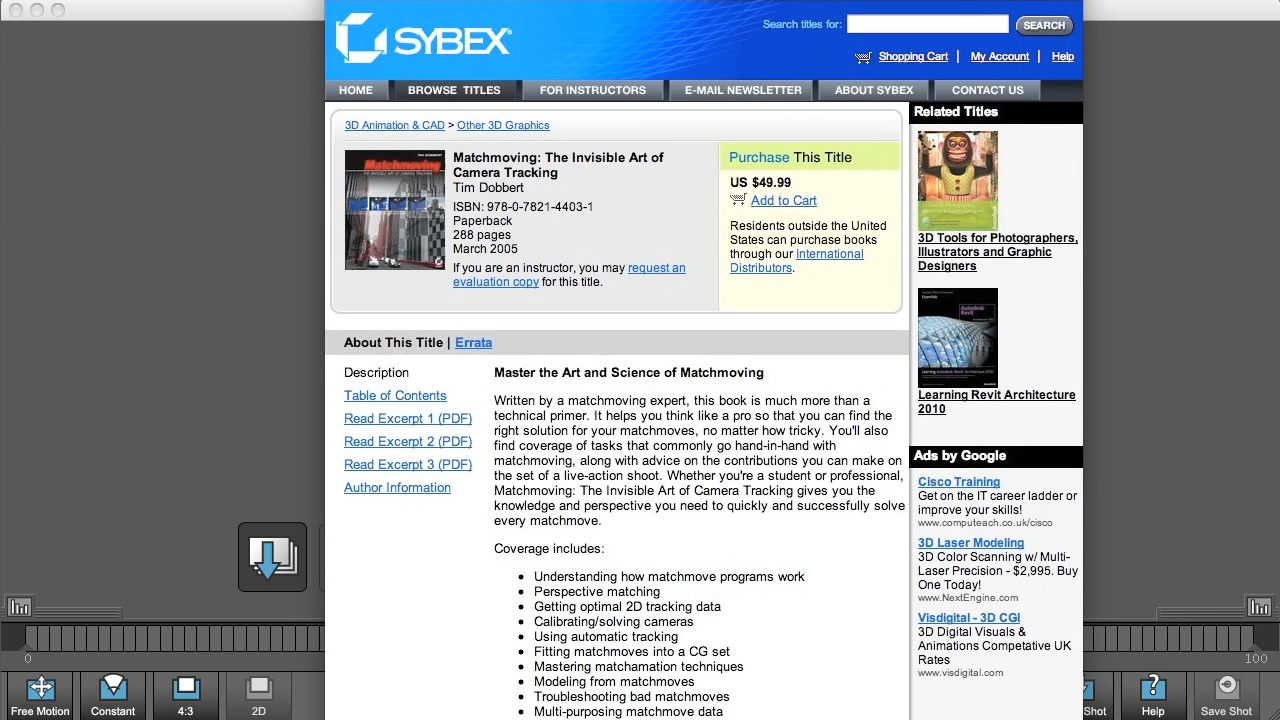 SYBEX
Search titles for:
SEARCH
Shopping Cart | My Account | Help
HOME
BROWSE TITLES
FOR INSTRUCTORS
E-MAIL NEWSLETTER
ABOUT SYBEX
CONTACT US
3D Animation & CAD > Other 3D Graphics
TIM DOBBERT
Matchmoving
THE INVISIBLE ART OF CAMERA TRACKING
Matchmoving: The Invisible Art of
Camera Tracking
Tim Dobbert
ISBN: 978-0-7821-4403-1
Paperback
288 pages
March 2005
If you are an instructor, you may request an
evaluation copy for this title.
Purchase This Title
US $49.99
Add to Cart
Residents outside the United
States can purchase books
through our International
Distributors.
About This Title | Errata
Description
Table of Contents
Read Excerpt 1 (PDF)
Read Excerpt 2 (PDF)
Read Excerpt 3 (PDF)
Author Information
Master the Art and Science of Matchmoving
Written by a matchmoving expert, this book is much more than a
technical primer. It helps you think like a pro so that you can find the
right solution for your matchmoves, no matter how tricky. You'll also
find coverage of tasks that commonly go hand-in-hand with
matchmoving, along with advice on the contributions you can make on
the set of a live-action shoot. Whether you're a student or professional,
Matchmoving: The Invisible Art of Camera Tracking gives you the
knowledge and perspective you need to quickly and successfully solve
every matchmove.
Coverage includes:
• Understanding how matchmove programs work
• Perspective matching
• Getting optimal 2D tracking data
• Calibrating/solving cameras
• Using automatic tracking
• Fitting matchmoves into a CG set
• Mastering matchamation techniques
• Modeling from matchmoves
• Troubleshooting bad matchmoves
• Multi-purposing matchmove data
Related Titles
3D Tools for Photographers,
Illustrators and Graphic
Designers
Essentials
Autodesk
Revit
Learning Revit Architecture
2010
Ads by Google
Cisco Training
Get on the IT career ladder or
improve your skills!
www.computeach.co.uk/cisco
3D Laser Modeling
3D Color Scanning w/ Multi-
Laser Precision - $2,995. Buy
One Today!
www.NextEngine.com
Visdigital - 3D CGI
3D Digital Visuals &
Animations Competative UK
Rates
www.visdigital.com
0
100
Free Motion
Constant
4:3
2D
Shot
Help
Save Shot